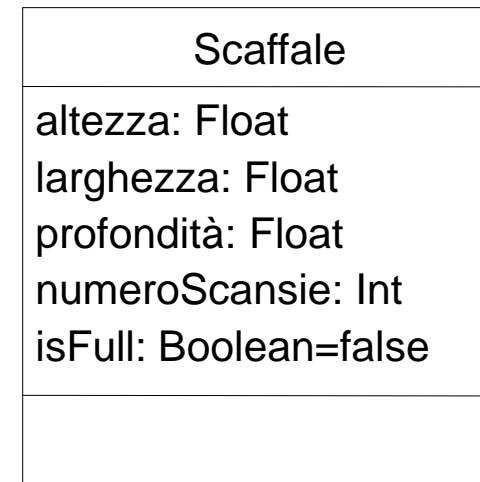 Scaffale
altezza: Float
larghezza: Float
profondità: Float
numeroScansie: Int
isFull: Boolean=false